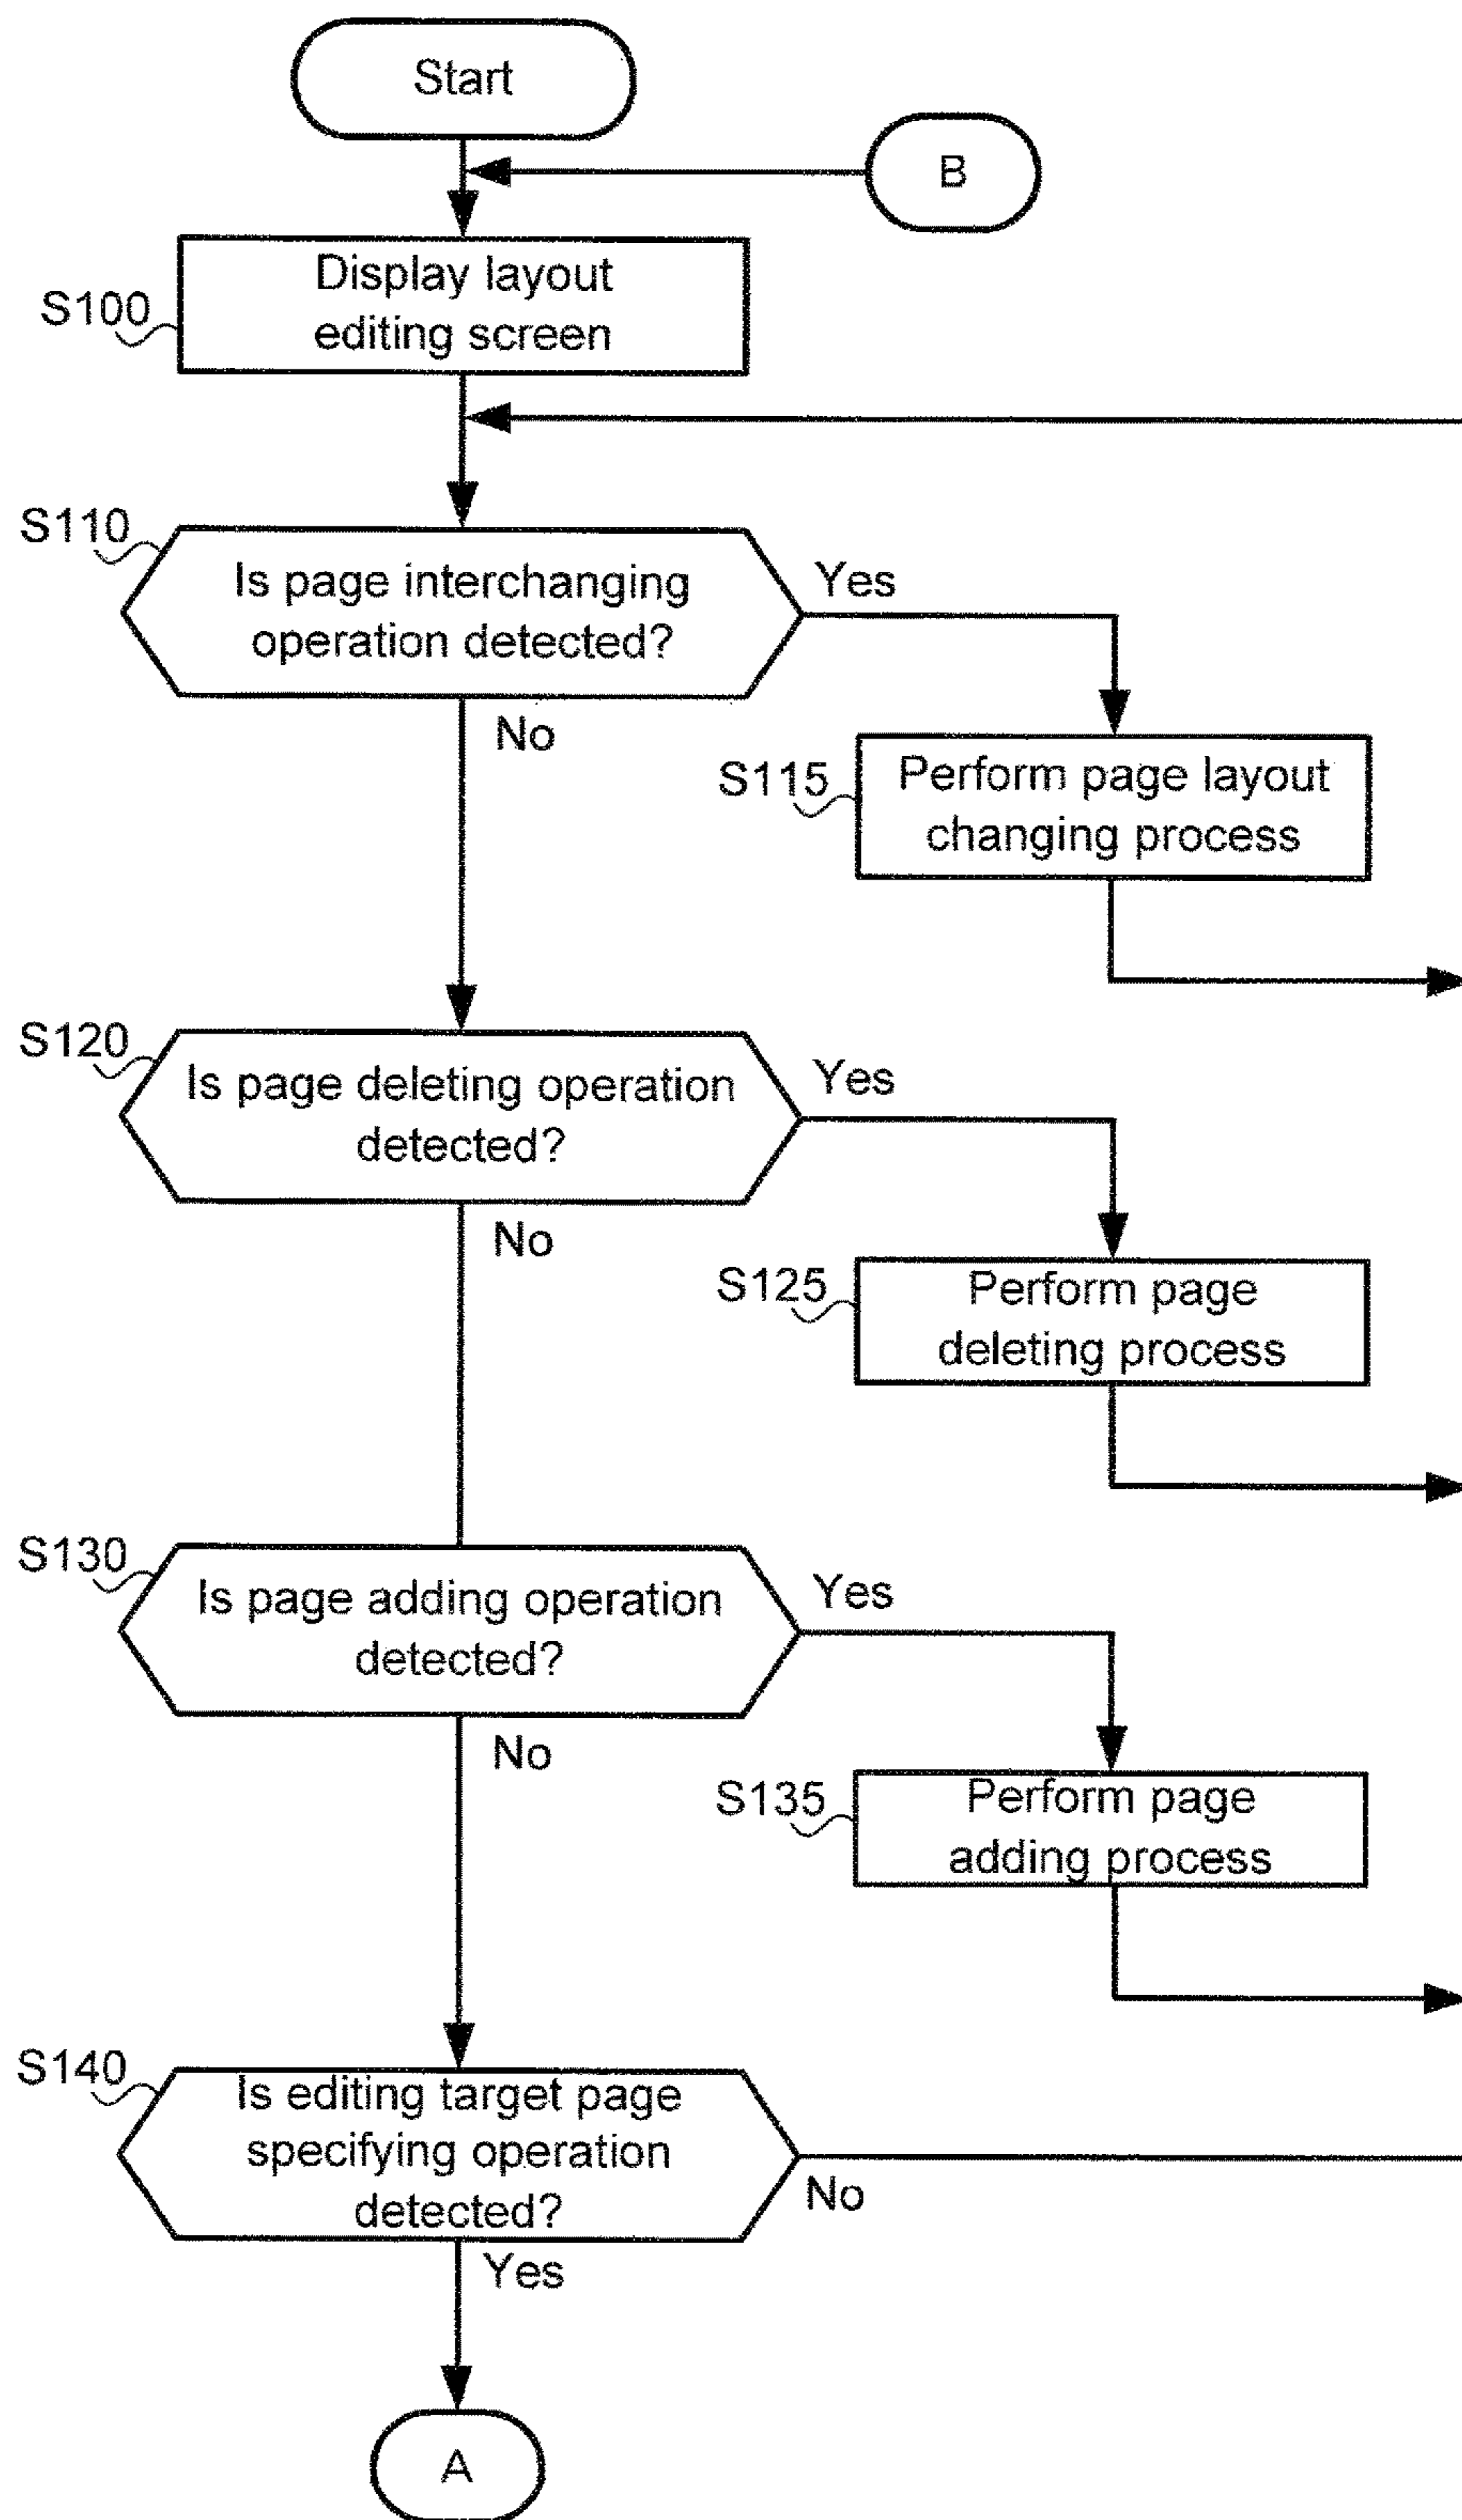 Start
B
S100
Display layout
editing screen
S110
Is page interchanging
operation detected?
Yes
No
S115
Perform page layout
changing process
S120
Is page deleting operation
detected?
Yes
No
S125
Perform page
deleting process
S130
Is page adding operation
detected?
Yes
No
S135
Perform page
adding process
S140
Is editing target page
specifying operation
detected?
No
Yes
A